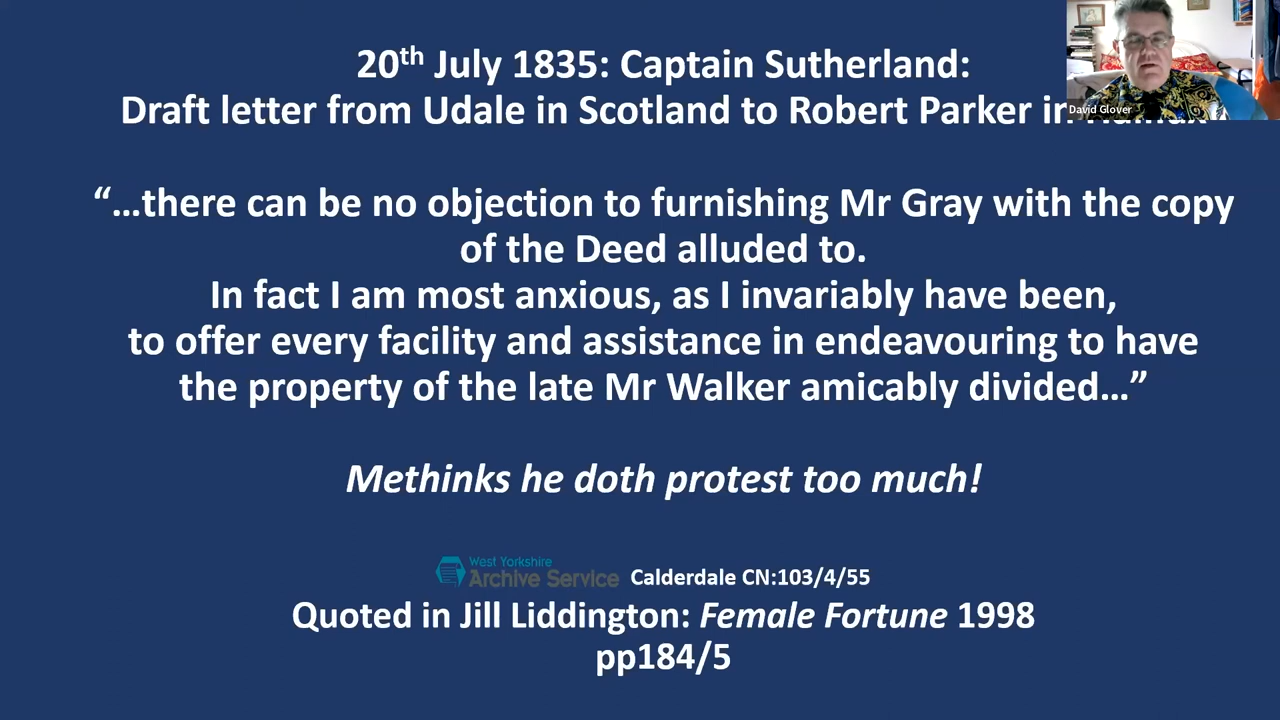 20th July 1835: Captain Sutherland:
Draft letter from Udale in Scotland to Robert Parker in
David Glover
“…there can be no objection to furnishing Mr Gray with the copy
of the Deed alluded to.
In fact I am most anxious, as I invariably have been,
to offer every facility and assistance in endeavouring to have
the property of the late Mr Walker amicably divided…”
Methinks he doth protest too much!
West Yorkshire
Archive Service Calderdale CN:103/4/55
Quoted in Jill Liddington: Female Fortune 1998
pp184/5